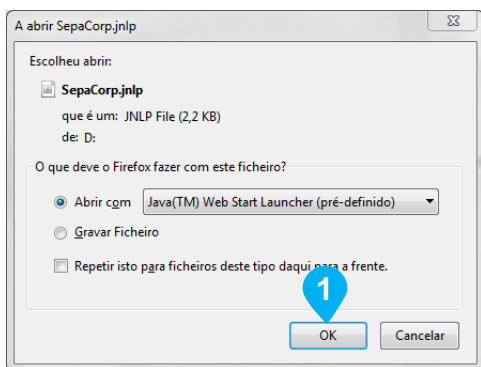 A abrir SepaCorp.jnlp
Escolheu abrir:
SepaCorp.jnlp
que é um: JNLP File (2,2 KB)
de: D:
O que deve o Firefox fazer com este ficheiro?
Abrir com Java(TM) Web Start Launcher (pré-definido)
Gravar Ficheiro
Repetir isto para ficheiros deste tipo daqui para a frente.
1
OK Cancelar